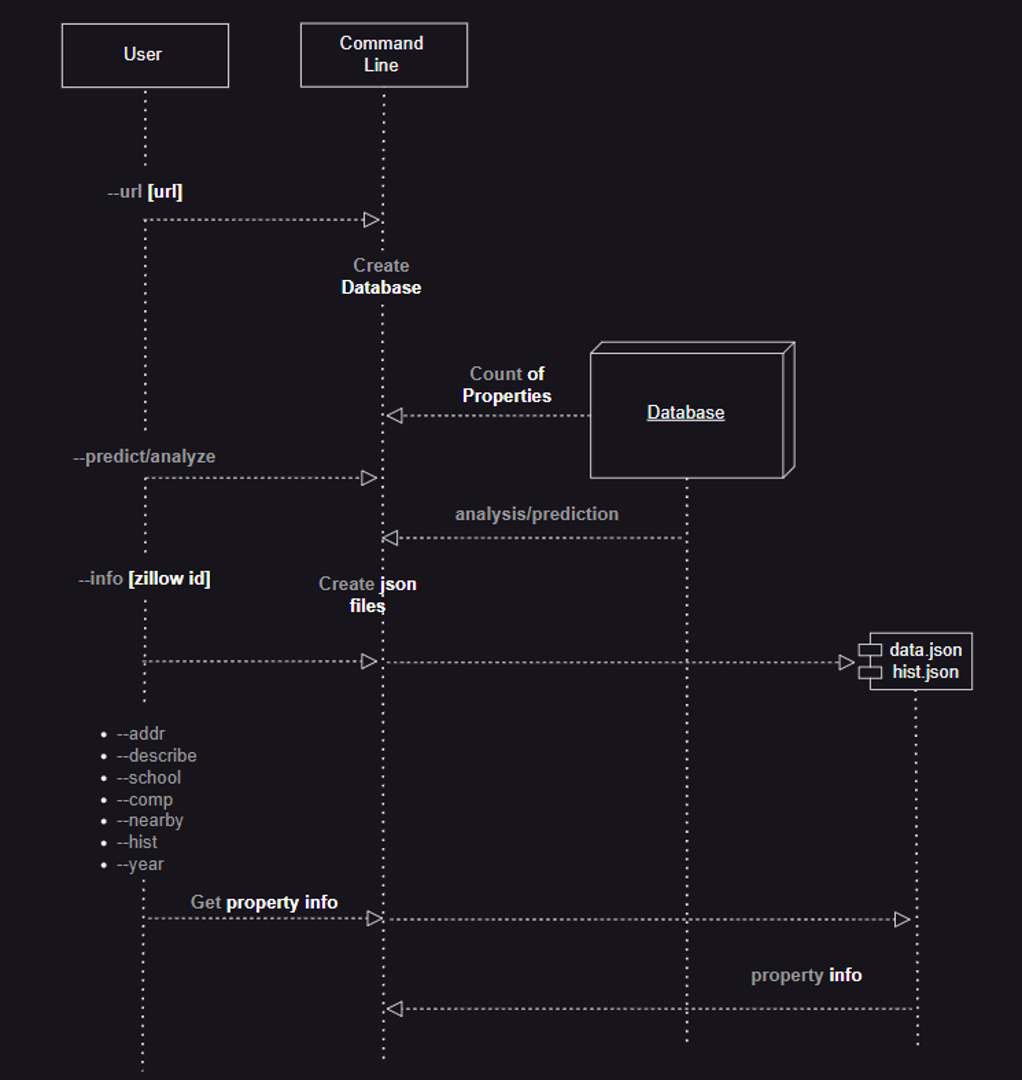 User
Command
Line
--url [url]
Create
Database
Count of
Properties
Database
--predict/analyze
analysis/prediction
--info [zillow id]
Create json
files
data.json
hist.json
--addr
--describe
--school
--comp
--nearby
--hist
--year
Get property info
property info